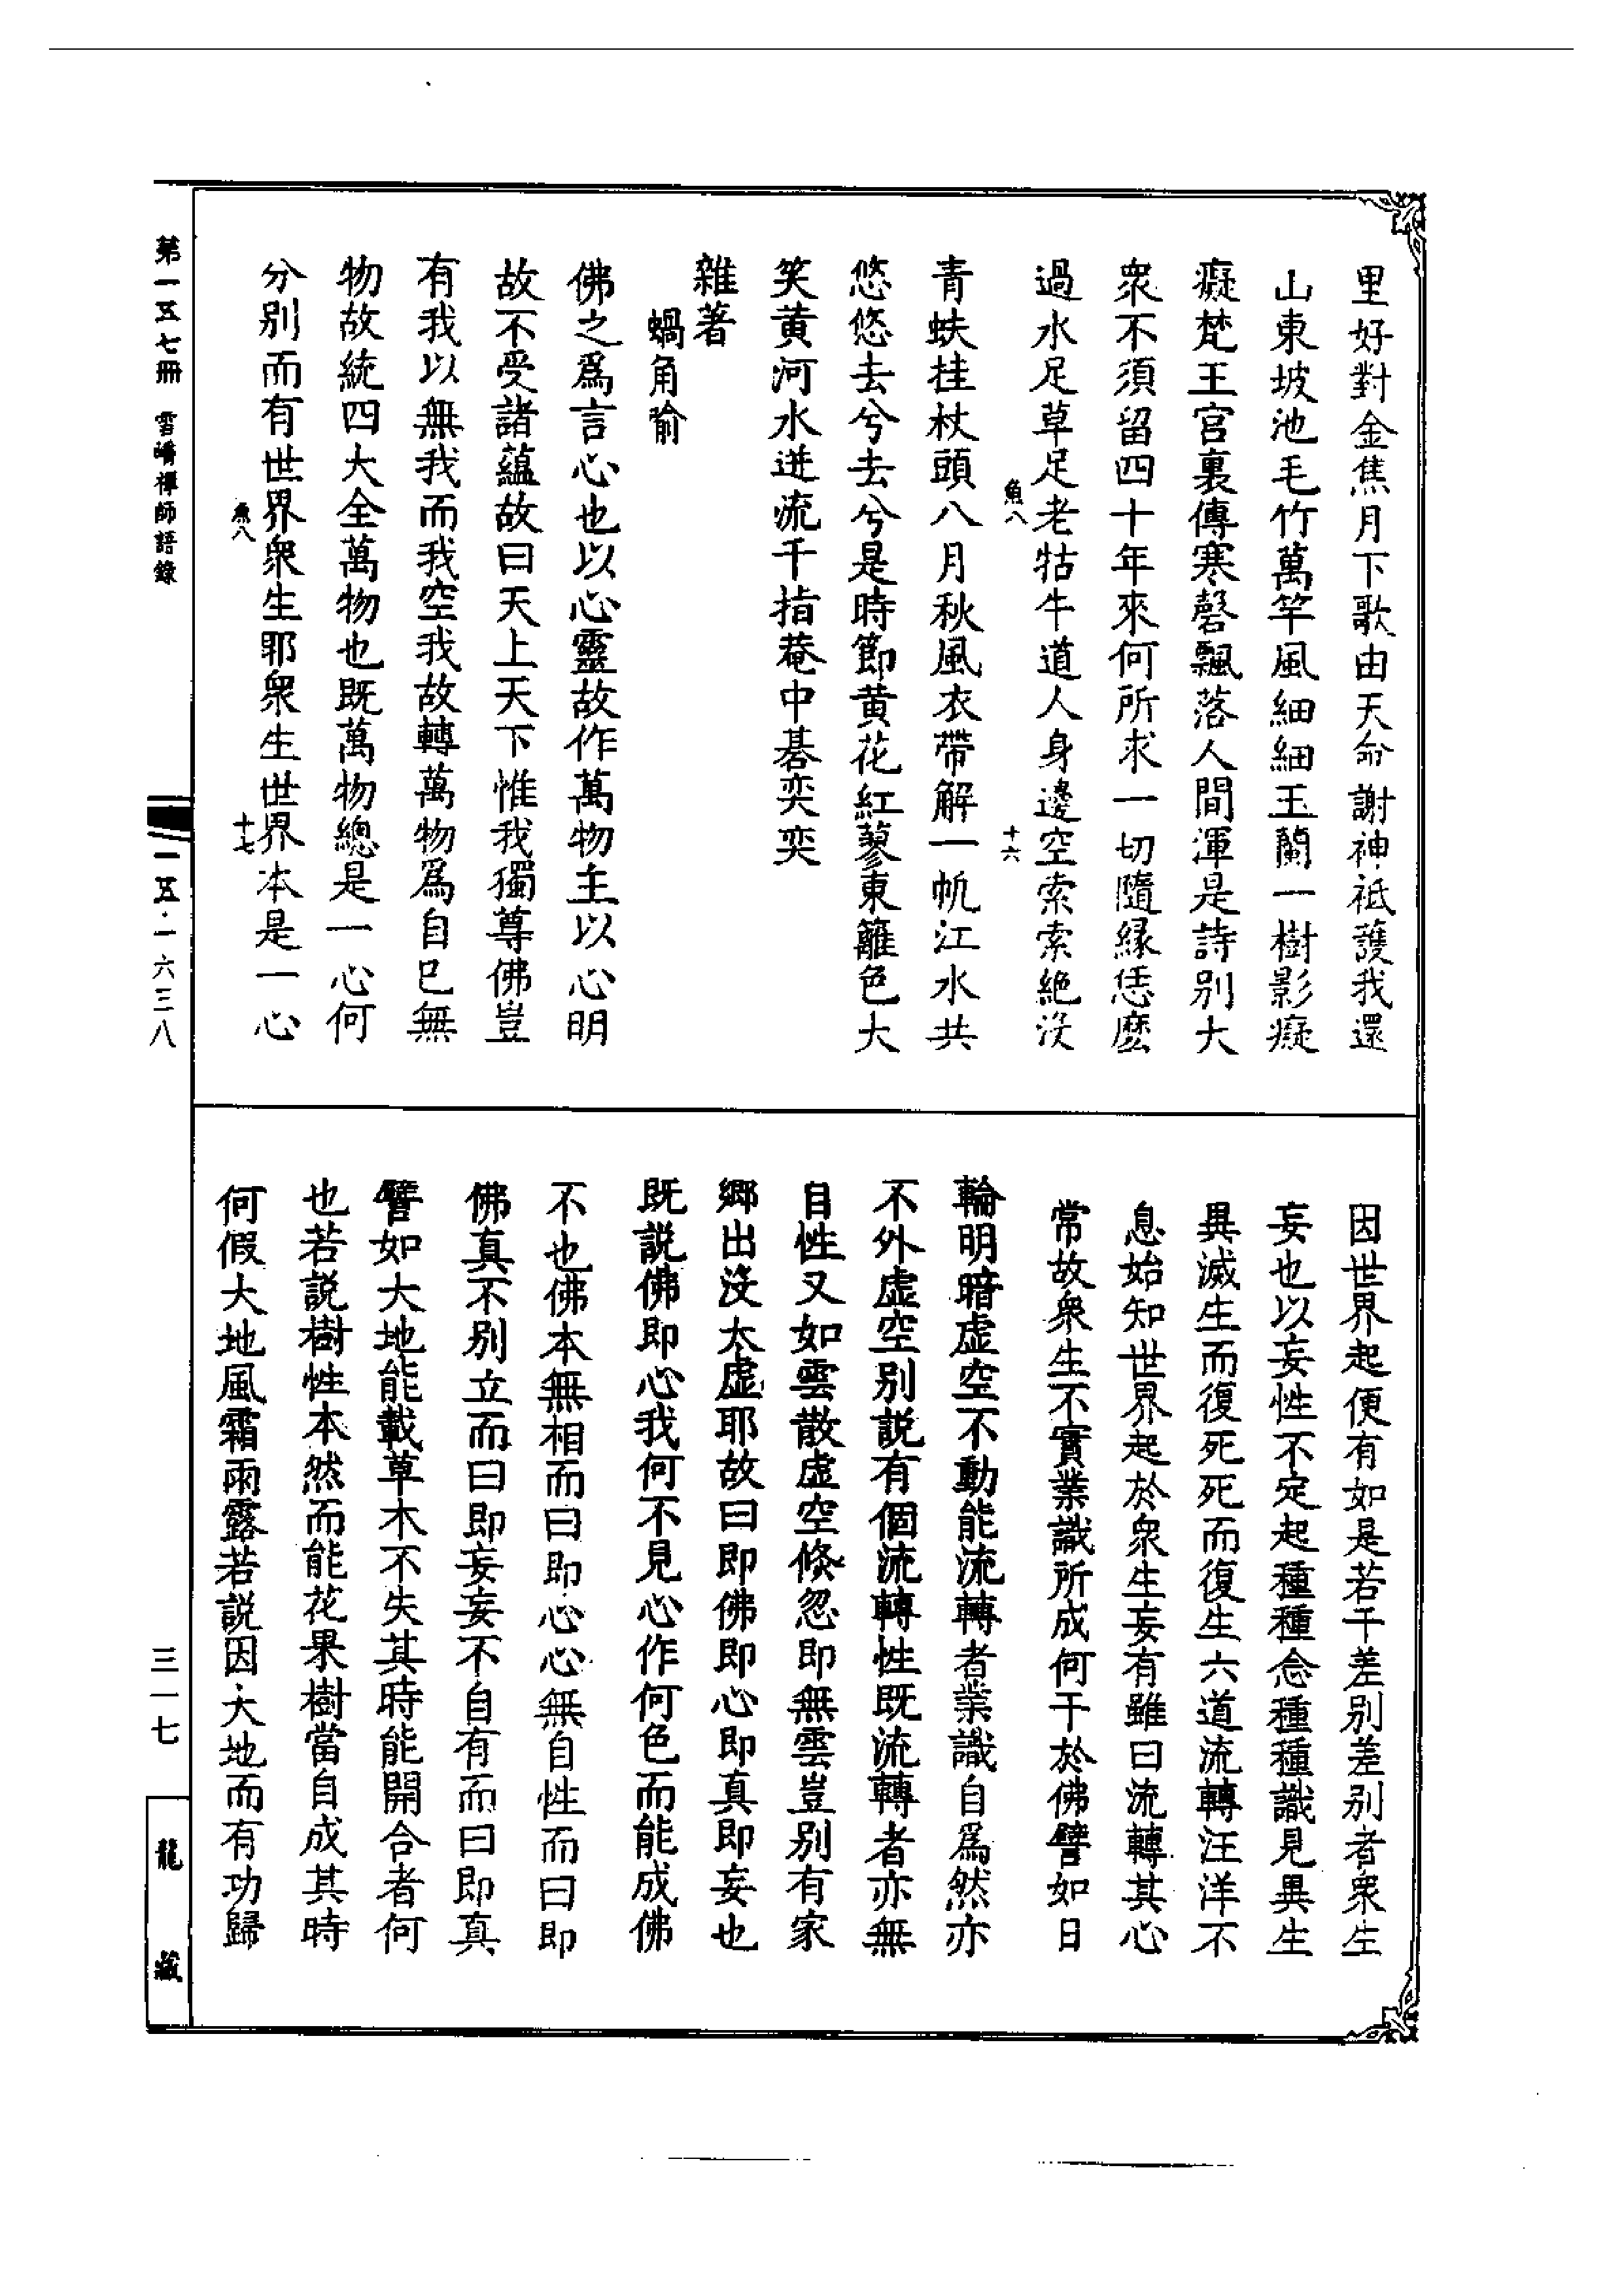 里好對金焦月下歌由天命謝神祇護我還
山東坡池毛竹萬竿風細細玉蘭一樹影癡
癡梵王宮裏傳寒磬飄落人間渾是詩別大
衆不須留四十年來何所求一切隨緣恁麼
過水足草足老牯牛道人身邊空索索絶没
魚八
十六
青蚨挂杖頭八月秋風衣帶解一帆江水共
悠悠去兮去兮是時節黄花紅蓼東籬色大
笑黄河水逆流千指菴中碁奕奕
雜著
蝸角喻
佛之爲言心也以心靈故作萬物主以心明
故不受諸蘊故曰天上天下惟我獨尊佛豈
有我以無我而我空我故轉萬物爲自己無
物故統四大全萬物也既萬物總是一心何
分别而有世界衆生耶衆生世界本是一心
魚八
十七
因世界起便有如是若干差别差别者衆生
妄也以妄性不定起種種念種種識見異生
異滅生而復死死而復生六道流轉汪洋不
息始知世界起於衆生妄有雖曰流轉其心
常故衆生不實業識所成何干於佛譬如日
輪明暗虚空不動能流轉者業識自爲然亦
不外虚空别説有個流轉性既流轉者亦無
自性又如雲散虚空倐忽即無雲豈别有家
鄉出没太虚耶故曰即佛即心即真即妄也
既説佛即心我何不見心作何色而能成佛
不也佛本無相而曰即心心無自性而曰即
佛真不别立而曰即妄妄不自有而曰即真
譬如大地能載草木不失其時能開合者何
也若説樹性本然而能花果樹當自成其時
何假大地風霜雨露若説因大地而有功歸
第一五七冊 雪嶠禪師語錄
一五·一六三八
三一七
龍藏